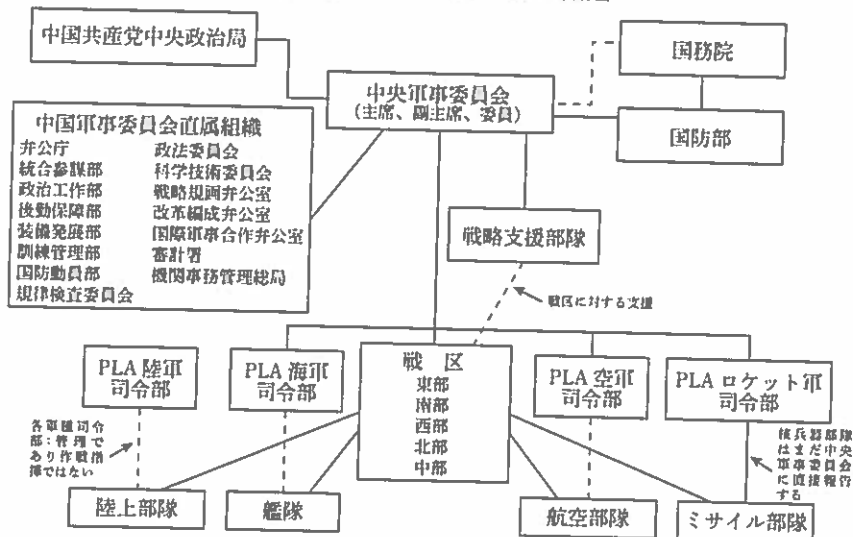 中国共産党中央政治局
国務院
中央軍事委員会
(主席、副主席、委員)
国防部
中国軍事委員会直属組織
弁公庁 政法委員会
統合参謀部 科学技術委員会
政治工作部 戦略規画弁公室
後勤保障部 改革編成弁公室
装備発展部 国際軍事合作弁公室
訓練管理部 審計署
国防動員部 機関事務管理総局
規律検査委員会
戦略支援部隊
戦区に対する支援
PLA 陸軍
司令部
PLA 海軍
司令部
戦 区
東部
南部
西部
北部
中部
PLA 空軍
司令部
PLA ロケット軍
司令部
各軍種司令
部:管理で
あり作戦指
揮ではない
核兵器部隊
はまだ中央
軍事委員会
に直接報告
する
陸上部隊
艦隊
航空部隊
ミサイル部隊